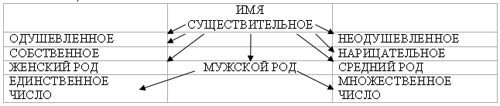 ИМЯ
СУЩЕСТВИТЕЛЬНОЕ
ОДУШЕВЛЕННОЕ НЕОДУШЕВЛЕННОЕ
СОБСТВЕННОЕ НАРИЦАТЕЛЬНОЕ
ЖЕНСКИЙ РОД МУЖСКОЙ РОД СРЕДНИЙ РОД
ЕДИНСТВЕННОЕ МНОЖЕСТВЕННОЕ
ЧИСЛО ЧИСЛО